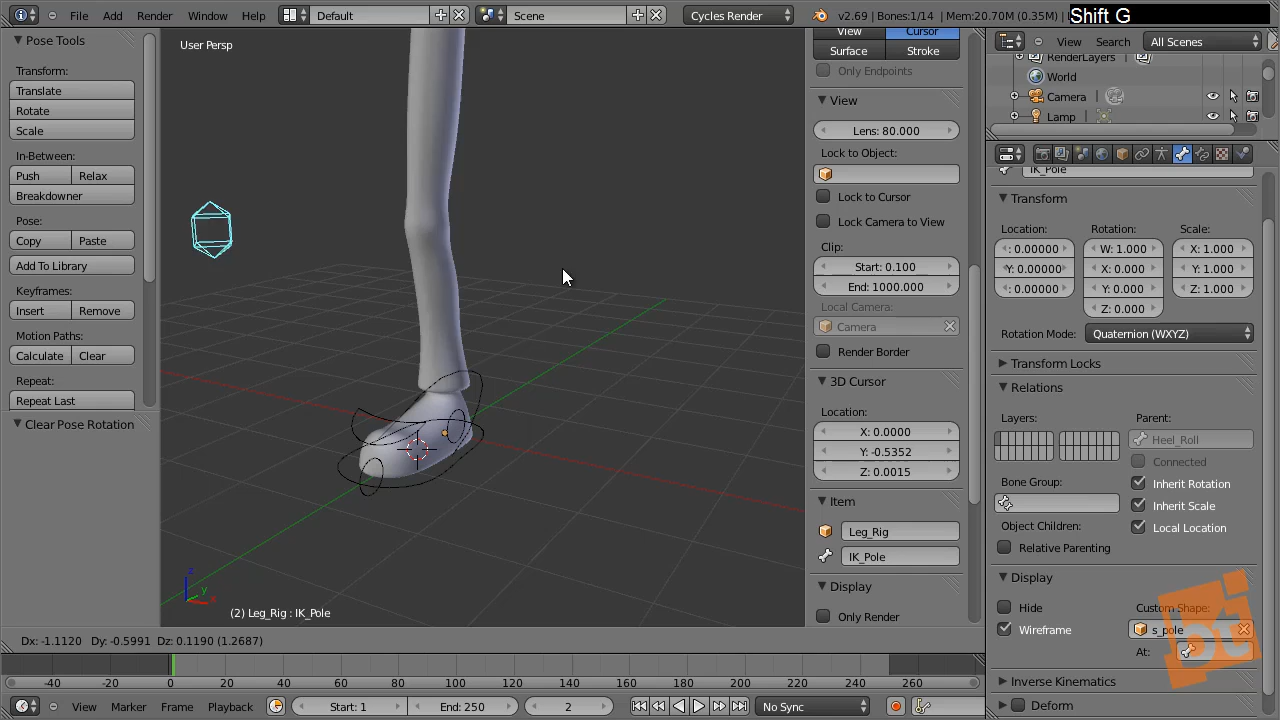 File Add Render Window Help Default Scene Cycles Render v2.69 | Bones:1/14 | Mem:20.70M (0.35M) |
Shift G
Pose Tools
Transform:
Translate
Rotate
Scale
In-Between:
Push Relax
Breakdowner
Pose:
Copy Paste
Add To Library
Keyframes:
Insert Remove
Motion Paths:
Calculate Clear
Repeat:
Repeat Last
Clear Pose Rotation
User Persp
z
y
x
(2) Leg_Rig : IK_Pole
View Cursor
Surface Stroke
Only Endpoints
View
Lens: 80.000
Lock to Object:
Lock to Cursor
Lock Camera to View
Clip:
Start: 0.100
End: 1000.000
Local Camera:
Camera
Render Border
3D Cursor
Location:
X: 0.0000
Y: -0.5352
Z: 0.0015
Item
Leg_Rig
IK_Pole
Display
Only Render
View Search All Scenes
RenderLayers
World
Camera
Lamp
IK_Pole
Transform
Location: Rotation: Scale:
: 0.00000 W: 1.000 X: 1.000
Y: 0.00000 X: 0.000 Y: 1.000
: 0.00000 Y: 0.000 Z: 1.000
Z: 0.000
Rotation Mode: Quaternion (WXYZ)
Transform Locks
Relations
Layers: Parent:
Heel_Roll
Connected
Bone Group: Inherit Rotation
Inherit Scale
Object Children: Local Location
Relative Parenting
Display
Hide Custom Shape:
Wireframe s_pole
At:
Inverse Kinematics
Deform
bt
Dx: -1.1120 Dy: -0.5991 Dz: 0.1190 (1.2687)
-40 -20 0 20 40 60 80 100 120 140 160 180 200 220 240 260
View Marker Frame Playback Start: 1 End: 250 2 No Sync